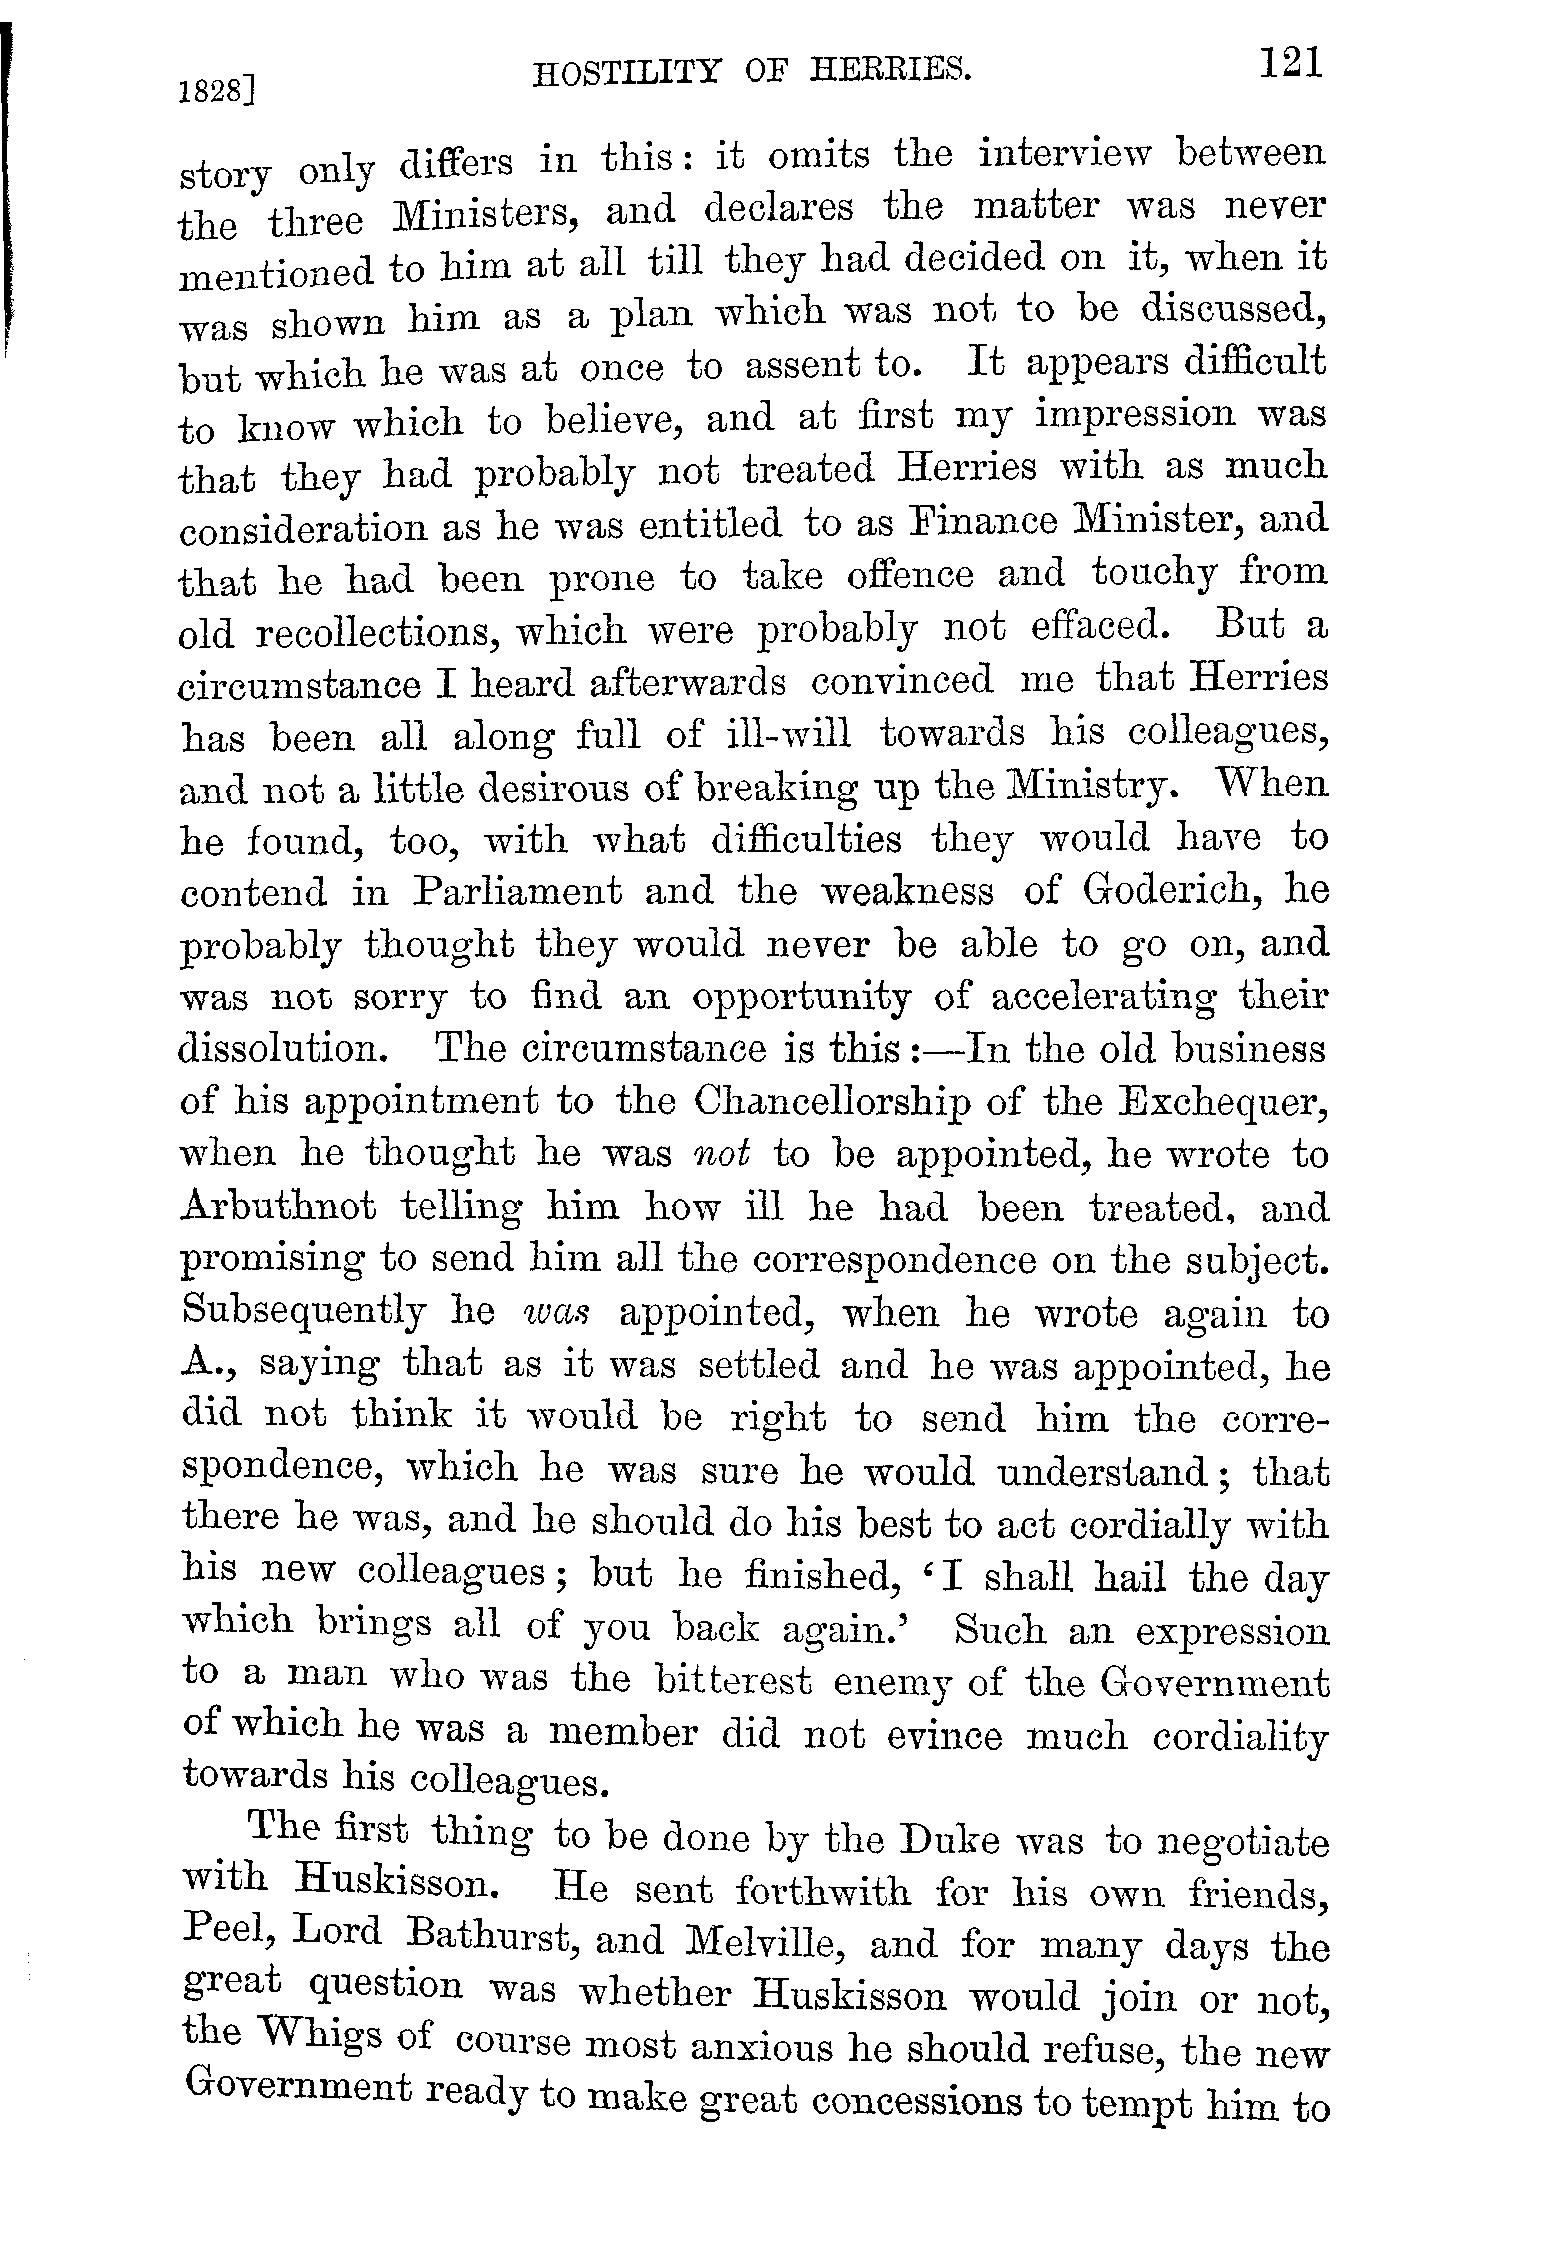 1828] HOSTILITY OF HERRIES. 121
story only differs in this: it omits the interview between
the three Ministers, and declares the matter was never
mentioned to him at all till they had decided on it, when it
was shown him as a plan which was not to be discussed,
but which he was at once to assent to. It appears difficult
to know which to believe, and at first my impression was
that they had probably not treated Herries with as much
consideration as he was entitled to as Finance Minister, and
that he had been prone to take offence and touchy from
old recollections, which were probably not effaced. But a
circumstance I heard afterwards convinced me that Herries
has been all along full of ill-will towards his colleagues,
and not a little desirous of breaking up the Ministry. When
he found, too, with what difficulties they would have to
contend in Parliament and the weakness of Goderich, he
probably thought they would never be able to go on, and
was not sorry to find an opportunity of accelerating their
dissolution. The circumstance is this:—In the old business
of his appointment to the Chancellorship of the Exchequer,
when he thought he was not to be appointed, he wrote to
Arbuthnot telling him how ill he had been treated, and
promising to send him all the correspondence on the subject.
Subsequently he was appointed, when he wrote again to
A., saying that as it was settled and he was appointed, he
did not think it would be right to send him the corre-
spondence, which he was sure he would understand; that
there he was, and he should do his best to act cordially with
his new colleagues; but he finished, ‘I shall hail the day
which brings all of you back again.’ Such an expression
to a man who was the bitterest enemy of the Government
of which he was a member did not evince much cordiality
towards his colleagues.
The first thing to be done by the Duke was to negotiate
with Huskisson. He sent forthwith for his own friends,
Peel, Lord Bathurst, and Melville, and for many days the
great question was whether Huskisson would join or not,
the Whigs of course most anxious he should refuse, the new
Government ready to make great concessions to tempt him to